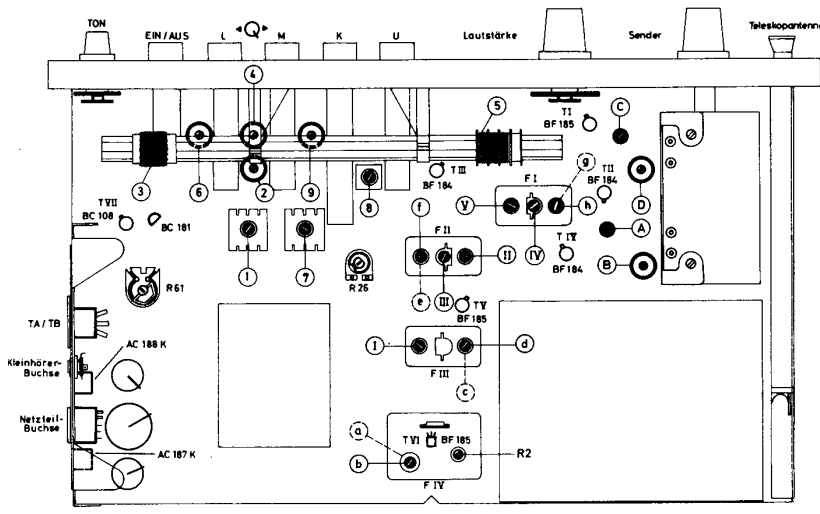 TON
EIN/AUS
L
M
K
U
Lautstärke
Sender
Teleskopantenne
4
5
T I
BF 185
C
3
6
2
9
T III
BF 184
8
g
F I
V
IV
h
T II
BF 184
D
A
T VII
BC 108
BC 181
1
7
f
F II
II
e
III
T IV
BF 184
B
R 61
R 26
T V
BF 185
TA / TB
AC 188 K
Kleinhörer-
Buchse
I
d
F III
c
Netzteil-
Buchse
AC 187 K
a
b
T VI
BF 185
R2
F IV